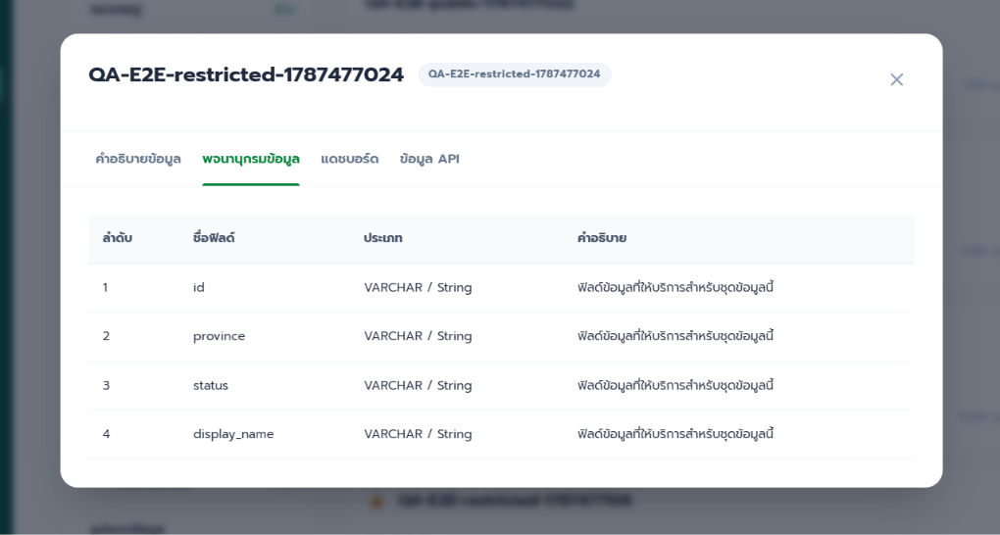 QA-E2E-restricted-1787477024 QA-E2E-restricted-1787477024
คำอธิบายข้อมูล พจนานุกรมข้อมูล แดชบอร์ด ข้อมูล API
ลำดับ ชื่อฟิลด์ ประเภท คำอธิบาย
1 id VARCHAR / String ฟิลด์ข้อมูลที่ให้บริการสำหรับชุดข้อมูลนี้
2 province VARCHAR / String ฟิลด์ข้อมูลที่ให้บริการสำหรับชุดข้อมูลนี้
3 status VARCHAR / String ฟิลด์ข้อมูลที่ให้บริการสำหรับชุดข้อมูลนี้
4 display_name VARCHAR / String ฟิลด์ข้อมูลที่ให้บริการสำหรับชุดข้อมูลนี้